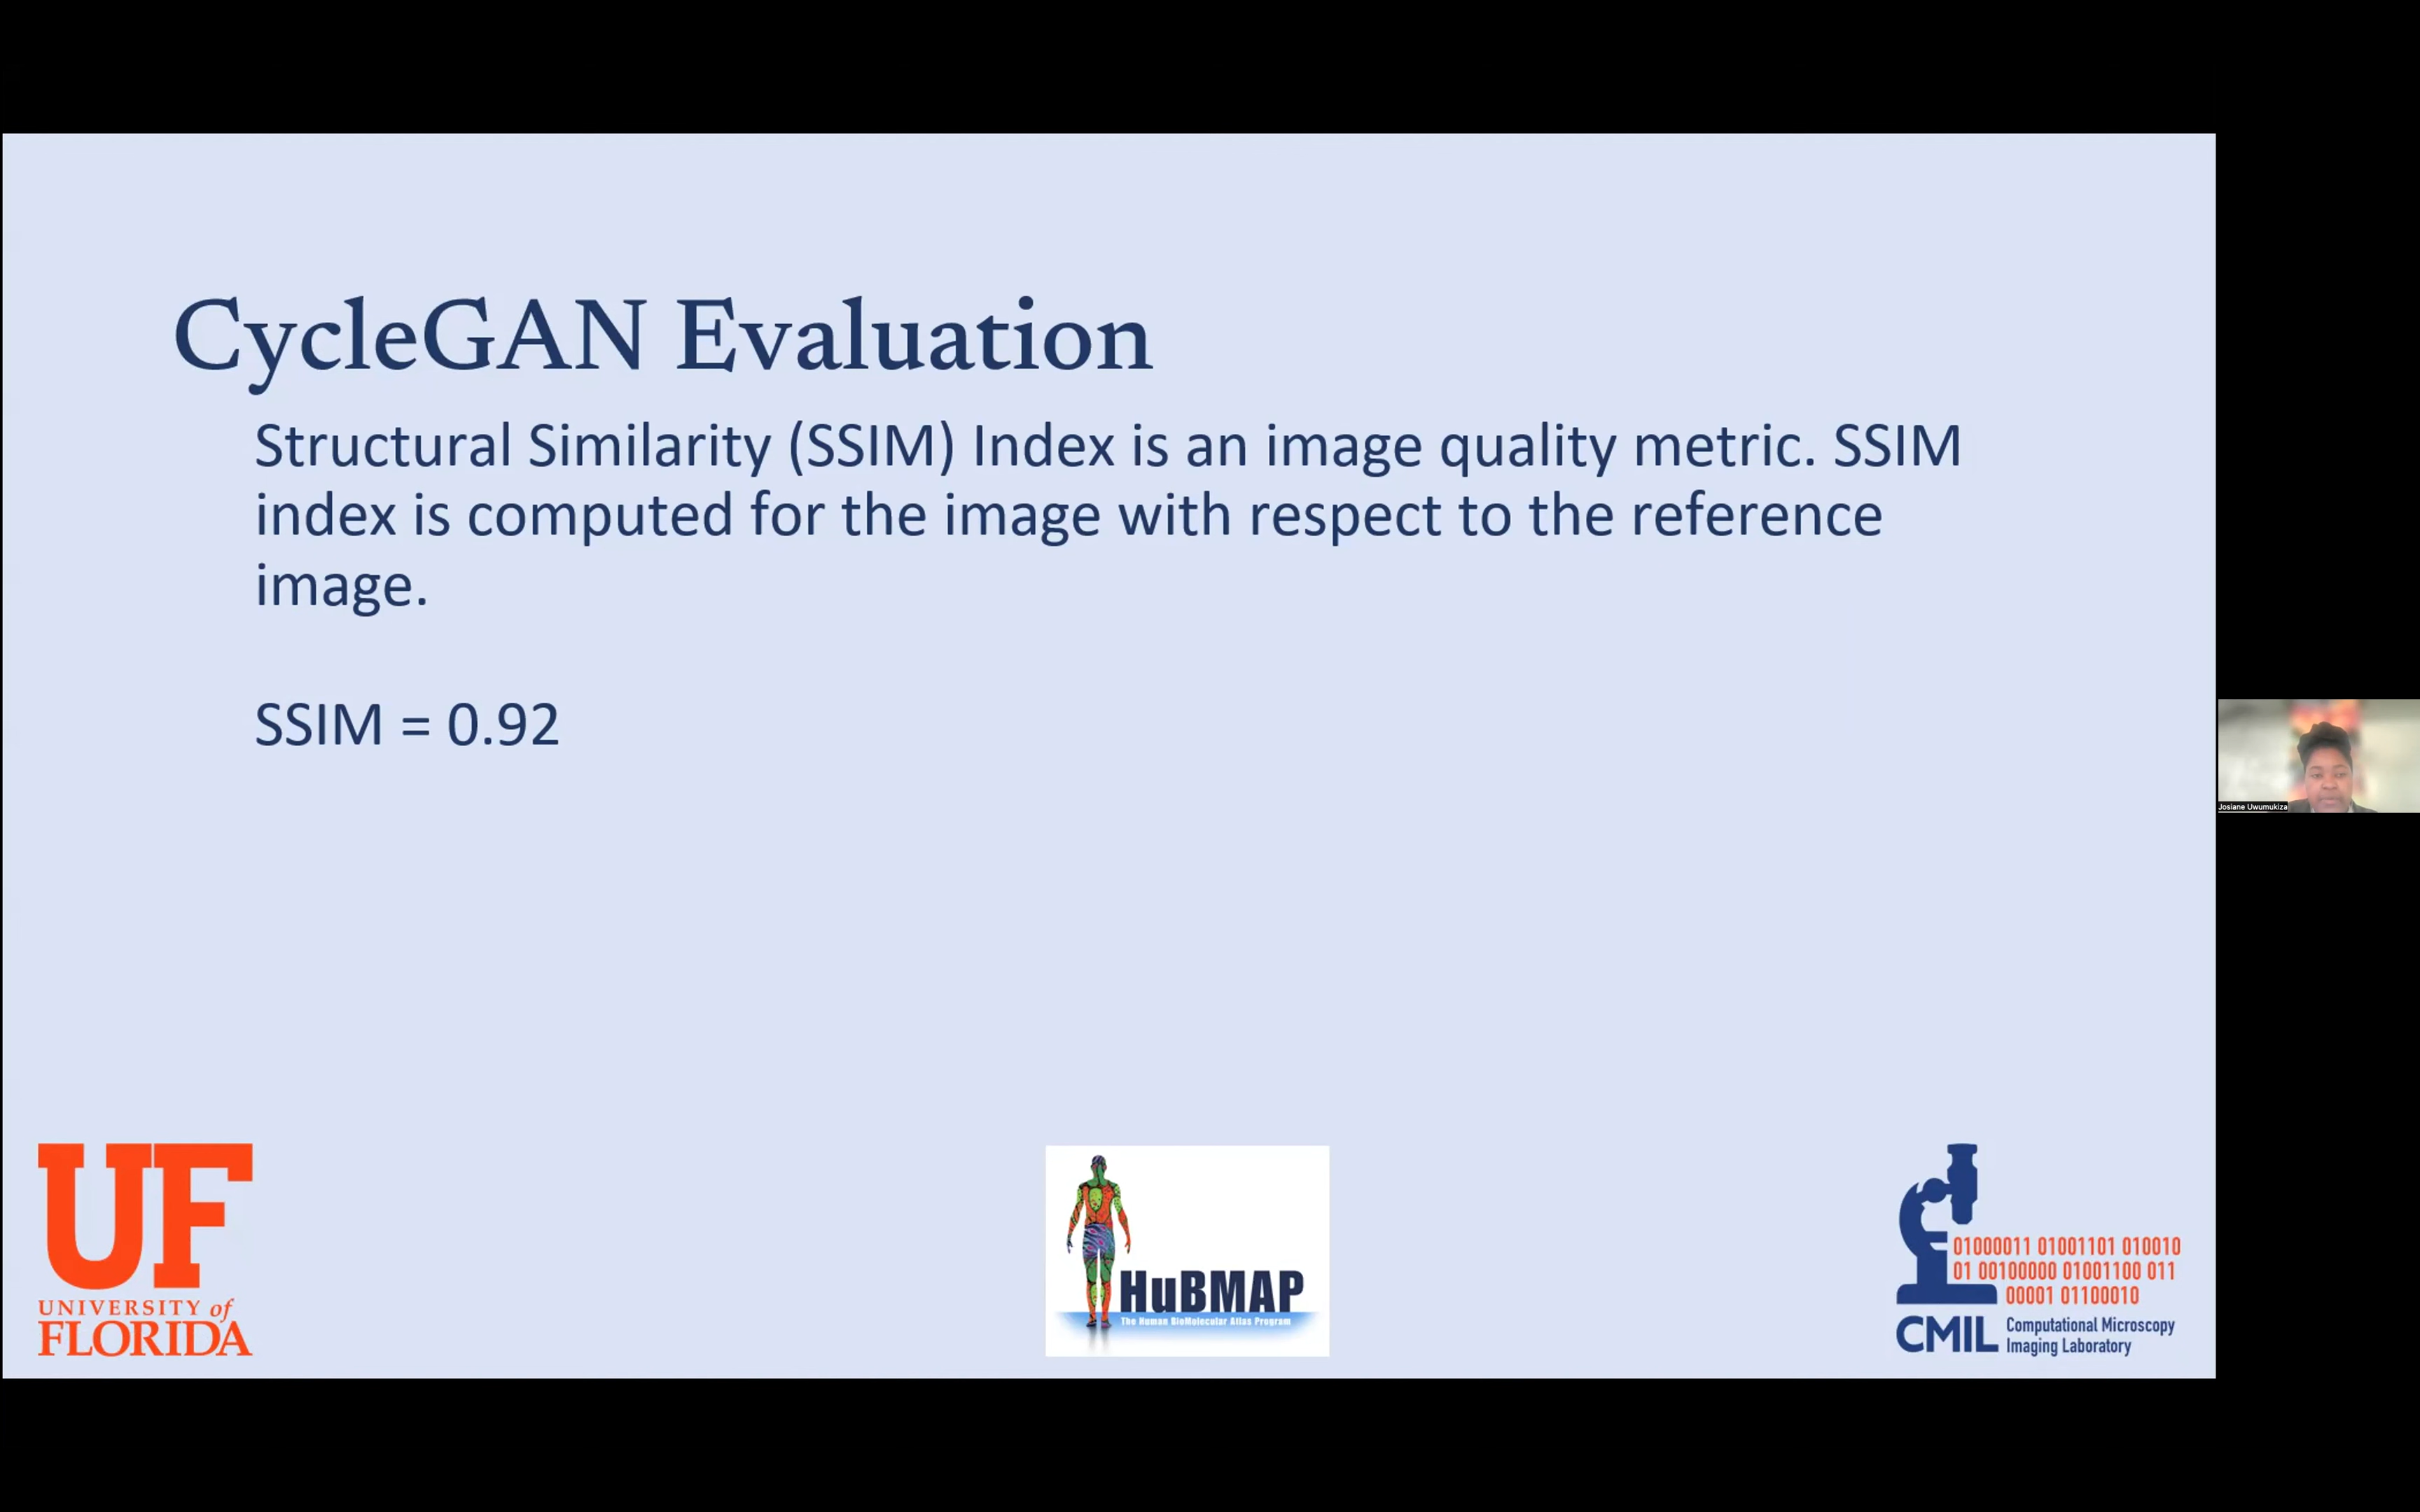 CycleGAN Evaluation
Structural Similarity (SSIM) Index is an image quality metric. SSIM
index is computed for the image with respect to the reference
image.
SSIM = 0.92
Josiane Uwumukiza
UF
UNIVERSITY of
FLORIDA
HuBMAP
The Human BioMolecular Atlas Program
01000011 01001101 010010
01 00100000 01001100 011
00001 01100010
CMIL
Computational Microscopy
Imaging Laboratory